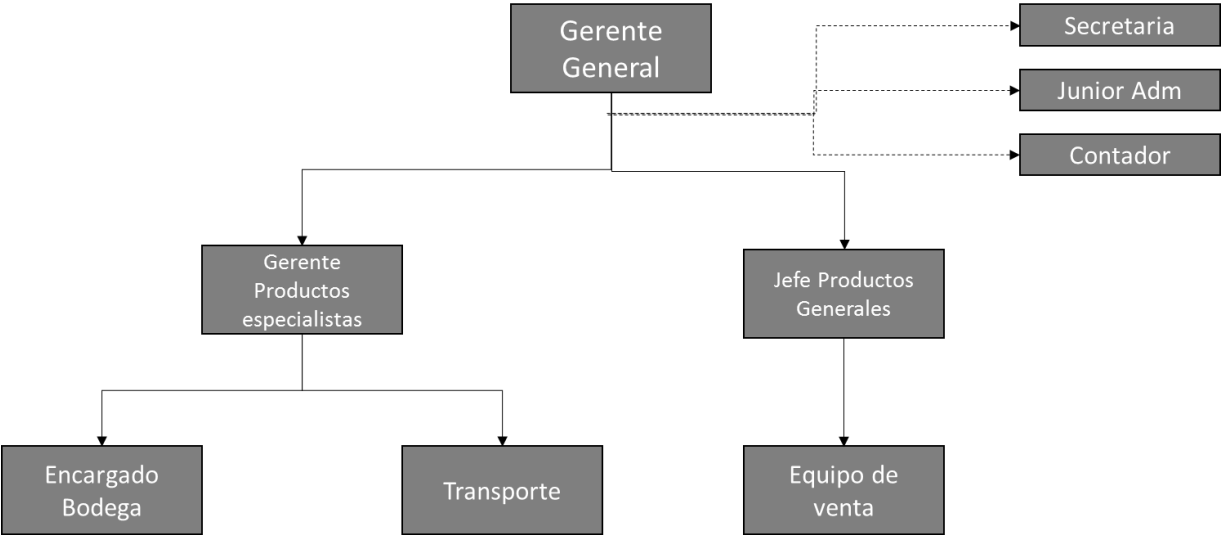 Gerente
General
Secretaria
Junior Adm
Contador
Gerente
Productos
especialistas
Jefe Productos
Generales
Encargado
Bodega
Transporte
Equipo de
venta